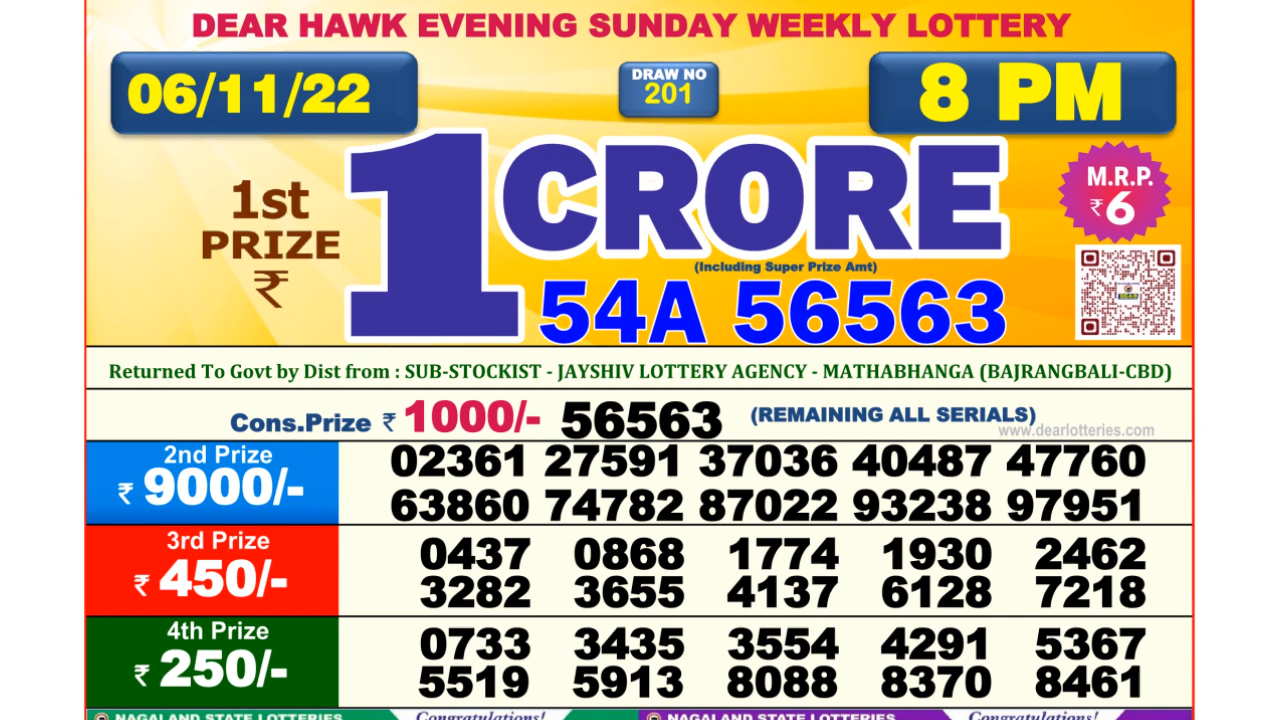 DEAR HAWK EVENING SUNDAY WEEKLY LOTTERY
06/11/22
DRAW NO
201
8 PM
1st
PRIZE
₹
1 CRORE
(Including Super Prize Amt)
54A 56563
M.R.P.
₹6
Returned To Govt by Dist from : SUB-STOCKIST - JAYSHIV LOTTERY AGENCY - MATHABHANGA (BAJRANGBALI-CBD)
Cons.Prize ₹ 1000/- 56563 (REMAINING ALL SERIALS)
www.dearlotteries.com
2nd Prize
₹ 9000/-
02361 27591 37036 40487 47760
63860 74782 87022 93238 97951
3rd Prize
₹ 450/-
0437 0868 1774 1930 2462
3282 3655 4137 6128 7218
4th Prize
₹ 250/-
0733 3435 3554 4291 5367
5519 5913 8088 8370 8461
NAGALAND STATE LOTTERIES Congratulations! NAGALAND STATE LOTTERIES Congratulations!